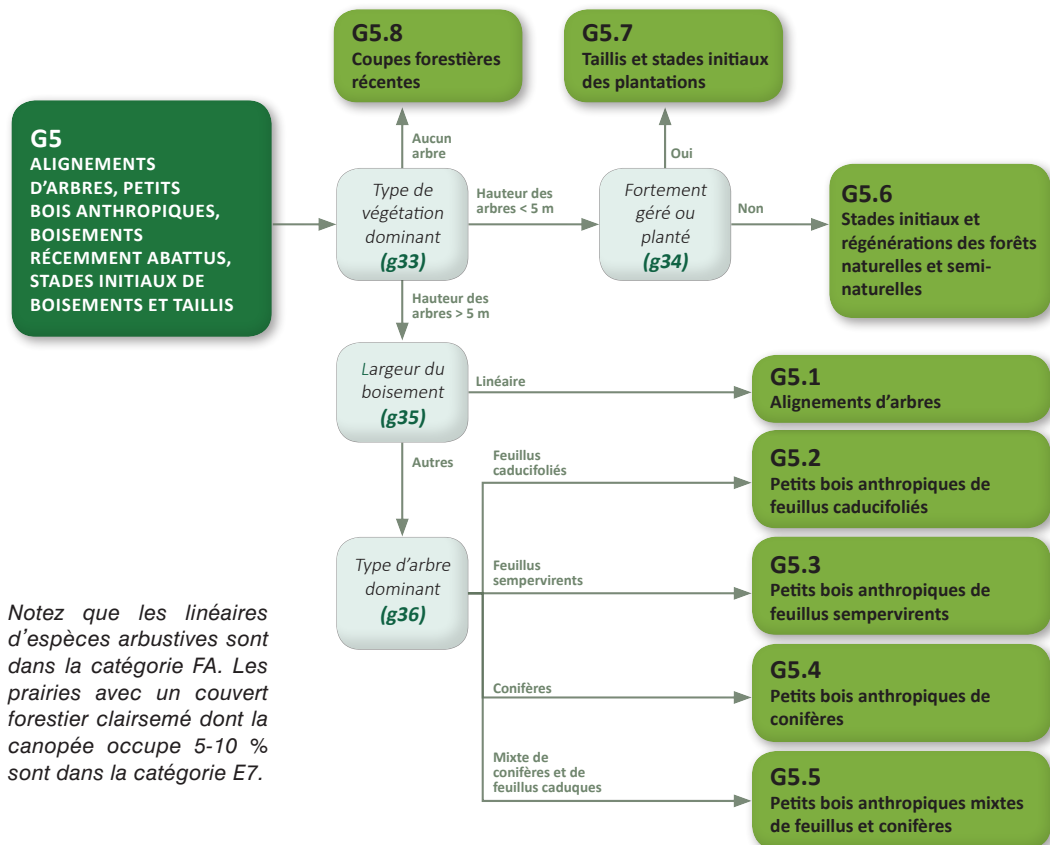 G5.8
Coupes forestières
récentes
G5.7
Taillis et stades initiaux
des plantations
G5
ALIGNEMENTS
D’ARBRES, PETITS
BOIS ANTHROPIQUES,
BOISEMENTS
RÉCEMMENT ABATTUS,
STADES INITIAUX DE
BOISEMENTS ET TAILLIS
Aucun
arbre
Oui
Type de
végétation
dominant
(g33)
Hauteur des
arbres < 5 m
Fortement
géré ou
planté
(g34)
Non
G5.6
Stades initiaux et
régénérations des forêts
naturelles et semi-
naturelles
Hauteur des
arbres > 5 m
Largeur du
boisement
(g35)
Linéaire
G5.1
Alignements d’arbres
Autres
Feuillus
caducifoliés
G5.2
Petits bois anthropiques de
feuillus caducifoliés
Type d’arbre
dominant
(g36)
Feuillus
sempervirents
G5.3
Petits bois anthropiques de
feuillus sempervirents
Conifères
G5.4
Petits bois anthropiques de
conifères
Mixte de
conifères et de
feuillus caduques
G5.5
Petits bois anthropiques mixtes
de feuillus et conifères
Notez que les linéaires
d’espèces arbustives sont
dans la catégorie FA. Les
prairies avec un couvert
forestier clairsemé dont la
canopée occupe 5-10 %
sont dans la catégorie E7.